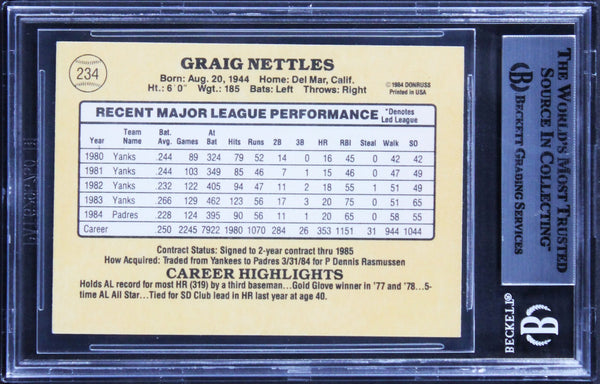 234
GRAIG NETTLES
Born: Aug. 20, 1944 Home: Del Mar, Calif.
Ht.: 6´0˝ Wgt.: 185 Bats: Left Throws: Right
©1984 DONRUSS
Printed in USA
RECENT MAJOR LEAGUE PERFORMANCE
*Denotes
Led League
Year Team Name Bat. Avg. Games At Bat Hits Runs 2B 3B HR RBI Steal Walk SO
1980 Yanks .244 89 324 79 52 14 0 16 45 0 42 42
1981 Yanks .244 103 349 85 46 7 1 15 46 0 47 49
1982 Yanks .232 122 405 94 47 11 2 18 55 1 51 49
1983 Yanks .266 129 462 123 56 17 3 20 75 0 51 65
1984 Padres .228 124 395 90 56 11 1 20 65 0 58 55
Career .250 2245 7922 1980 1070 284 26 353 1151 31 944 1044
Contract Status: Signed to 2-year contract thru 1985
How Acquired: Traded from Yankees to Padres 3/31/84 for P Dennis Rasmussen
CAREER HIGHLIGHTS
Holds AL record for most HR (319) by a third baseman...Gold Glove winner in '77 and '78...5-
time AL All Star...Tied for SD Club lead in HR last year at age 40.
THE WORLD'S MOST TRUSTED
SOURCE IN COLLECTING™
BECKETT GRADING SERVICES
BECKETT®